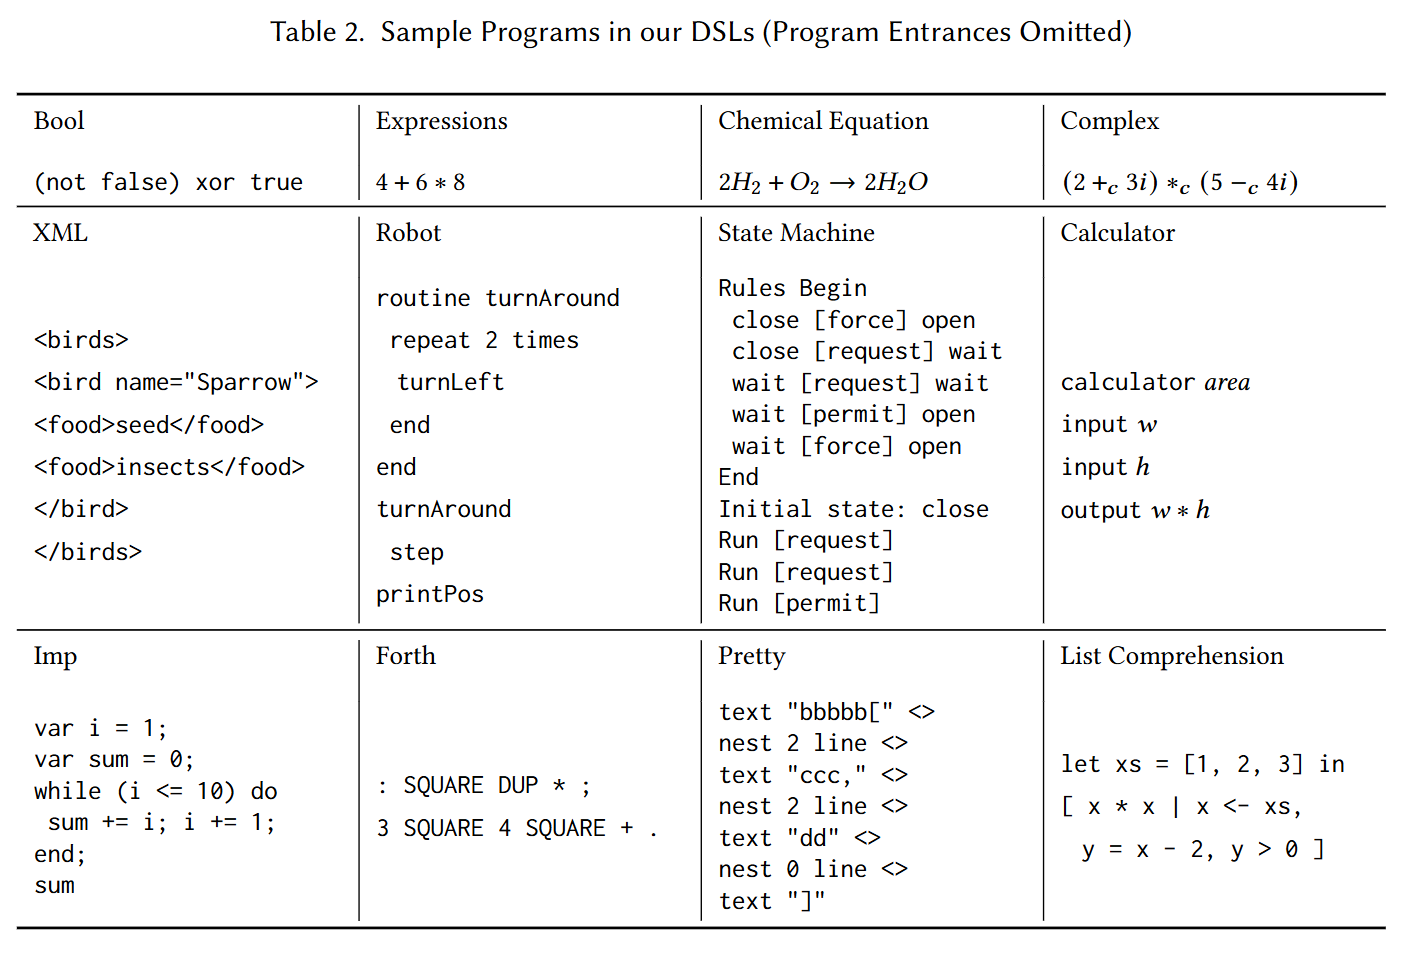 Table 2. Sample Programs in our DSLs (Program Entrances Omitted)
Bool
(not false) xor true
Expressions
4 + 6 ∗ 8
Chemical Equation
2H₂ + O₂ → 2H₂O
Complex
(2 +c 3i) ∗c (5 −c 4i)
XML
<birds>
<bird name="Sparrow">
<food>seed</food>
<food>insects</food>
</bird>
</birds>
Robot
routine turnAround
repeat 2 times
turnLeft
end
end
turnAround
step
printPos
State Machine
Rules Begin
close [force] open
close [request] wait
wait [request] wait
wait [permit] open
wait [force] open
End
Initial state: close
Run [request]
Run [request]
Run [permit]
Calculator
calculator area
input w
input h
output w ∗ h
Imp
var i = 1;
var sum = 0;
while (i <= 10) do
sum += i; i += 1;
end;
sum
Forth
: SQUARE DUP * ;
3 SQUARE 4 SQUARE + .
Pretty
text "bbbbb[" <>
nest 2 line <>
text "ccc," <>
nest 2 line <>
text "dd" <>
nest 0 line <>
text "]"
List Comprehension
let xs = [1, 2, 3] in
[ x * x | x <- xs,
y = x - 2, y > 0 ]